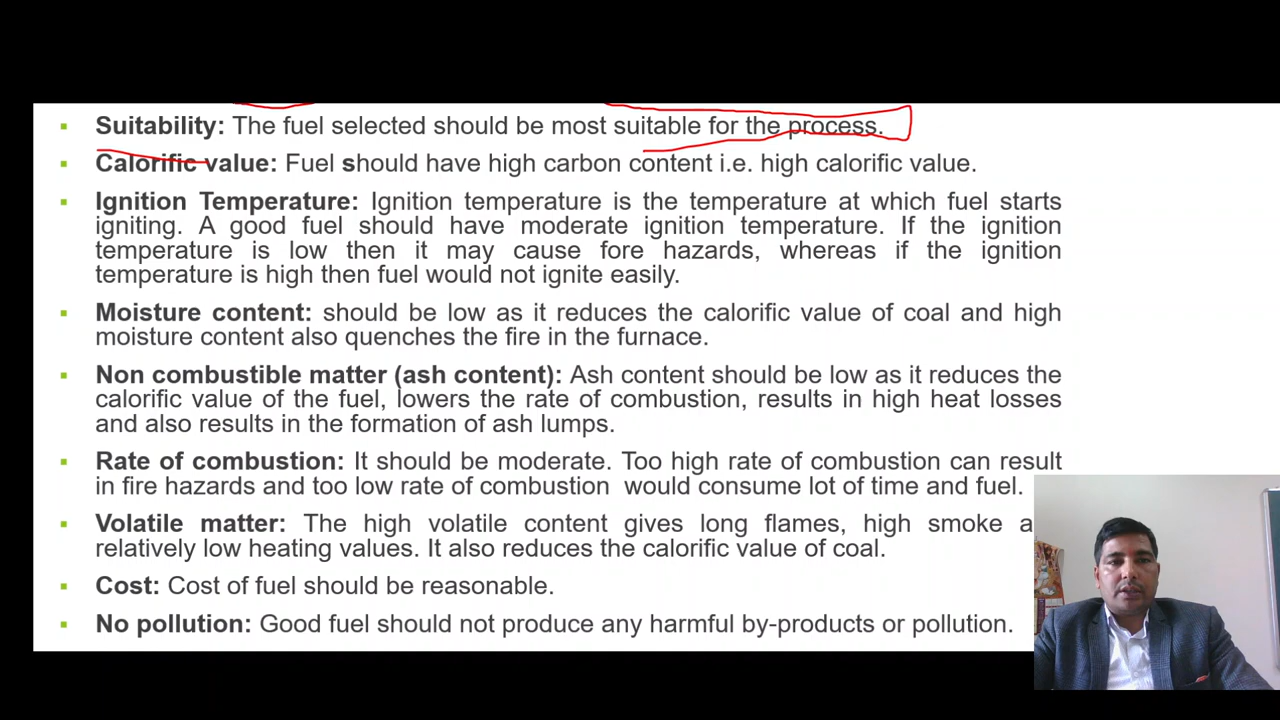 ▪ Suitability: The fuel selected should be most suitable for the process.
▪ Calorific value: Fuel should have high carbon content i.e. high calorific value.
▪ Ignition Temperature: Ignition temperature is the temperature at which fuel starts
igniting. A good fuel should have moderate ignition temperature. If the ignition
temperature is low then it may cause fore hazards, whereas if the ignition
temperature is high then fuel would not ignite easily.
▪ Moisture content: should be low as it reduces the calorific value of coal and high
moisture content also quenches the fire in the furnace.
▪ Non combustible matter (ash content): Ash content should be low as it reduces the
calorific value of the fuel, lowers the rate of combustion, results in high heat losses
and also results in the formation of ash lumps.
▪ Rate of combustion: It should be moderate. Too high rate of combustion can result
in fire hazards and too low rate of combustion would consume lot of time and fuel.
▪ Volatile matter: The high volatile content gives long flames, high smoke
relatively low heating values. It also reduces the calorific value of coal.
▪ Cost: Cost of fuel should be reasonable.
▪ No pollution: Good fuel should not produce any harmful by-products or pollution.